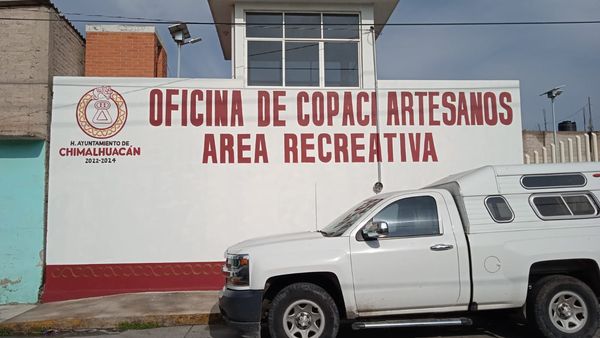 OFICINA DE COPACI ARTESANOS
AREA RECREATIVA
H. AYUNTAMIENTO DE
CHIMALHUACÁN
2022-2024